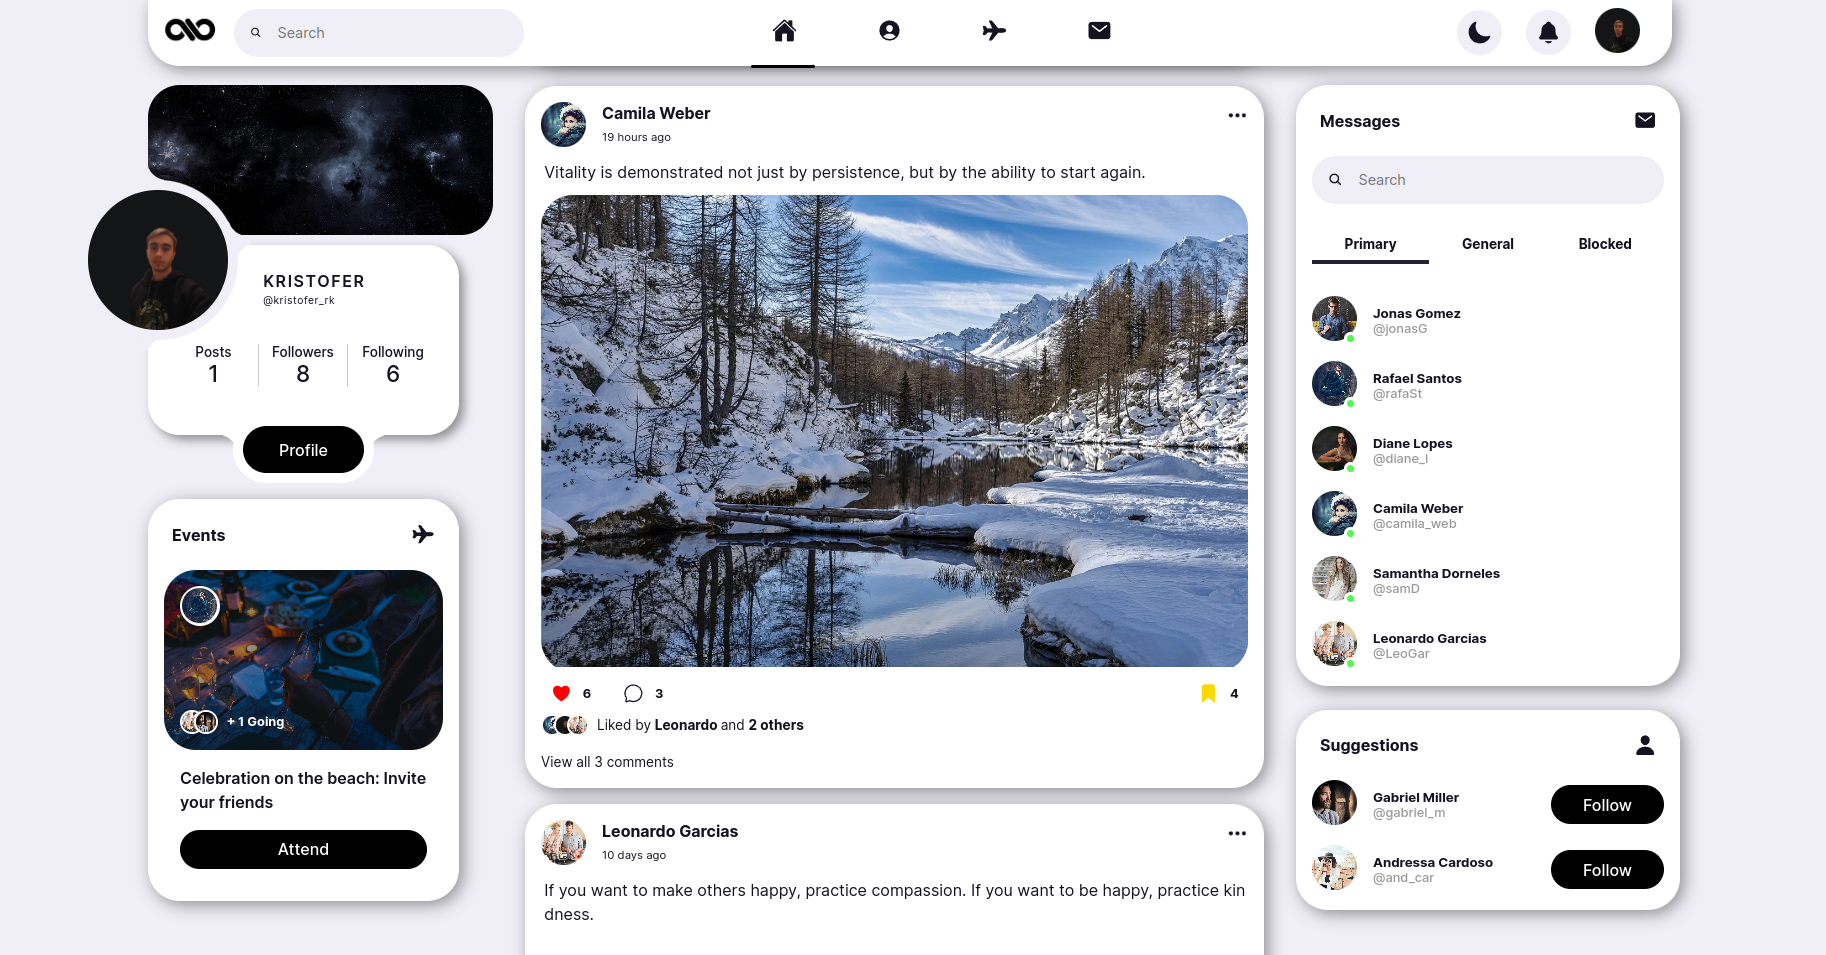 Search
KRISTOFER
@kristofer_rk
Posts
1
Followers
8
Following
6
Profile
Events
+ 1 Going
Celebration on the beach: Invite
your friends
Attend
Camila Weber
19 hours ago
Vitality is demonstrated not just by persistence, but by the ability to start again.
6
3
4
Liked by Leonardo and 2 others
View all 3 comments
Leonardo Garcias
10 days ago
If you want to make others happy, practice compassion. If you want to be happy, practice kin
dness.
Messages
Search
Primary
General
Blocked
Jonas Gomez
@jonasG
Rafael Santos
@rafaSt
Diane Lopes
@diane_l
Camila Weber
@camila_web
Samantha Dorneles
@samD
Leonardo Garcias
@LeoGar
Suggestions
Gabriel Miller
@gabriel_m
Follow
Andressa Cardoso
@and_car
Follow